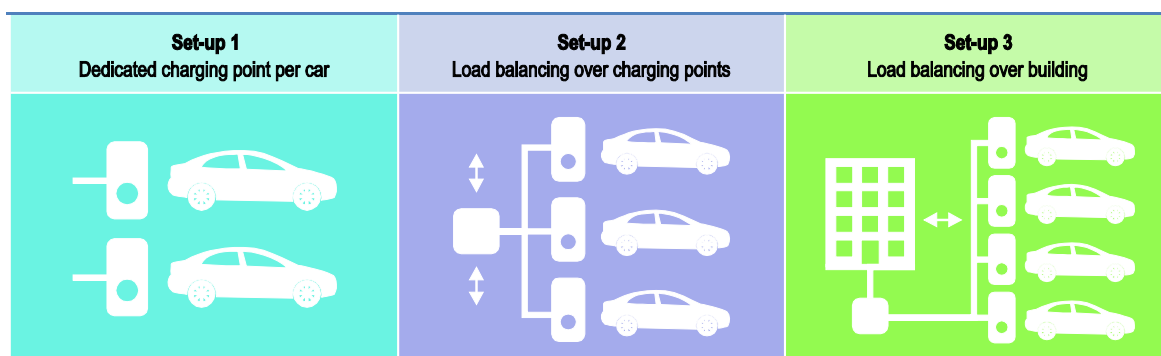 Set-up 1
Dedicated charging point per car
Set-up 2
Load balancing over charging points
Set-up 3
Load balancing over building